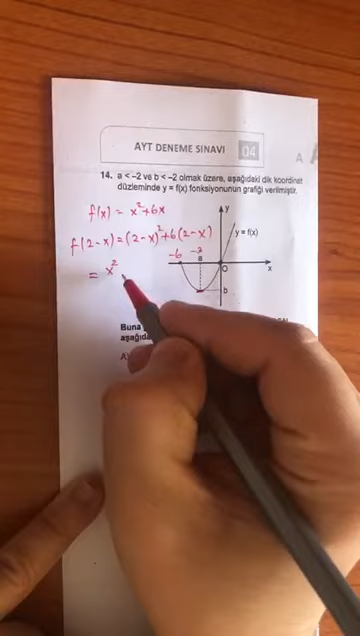 AYT DENEME SINAVI 04
A
14. a < -2 ve b < -2 olmak üzere, aşağıdaki dik koordinat
düzleminde y = f(x) fonksiyonunun grafiği verilmiştir.
f(x) = x²+6x
f(2-x)=(2-x)²+6(2-x)
= x²
y
y = f(x)
-6 -3
a
O
x
b
Buna
aşağıda
A)